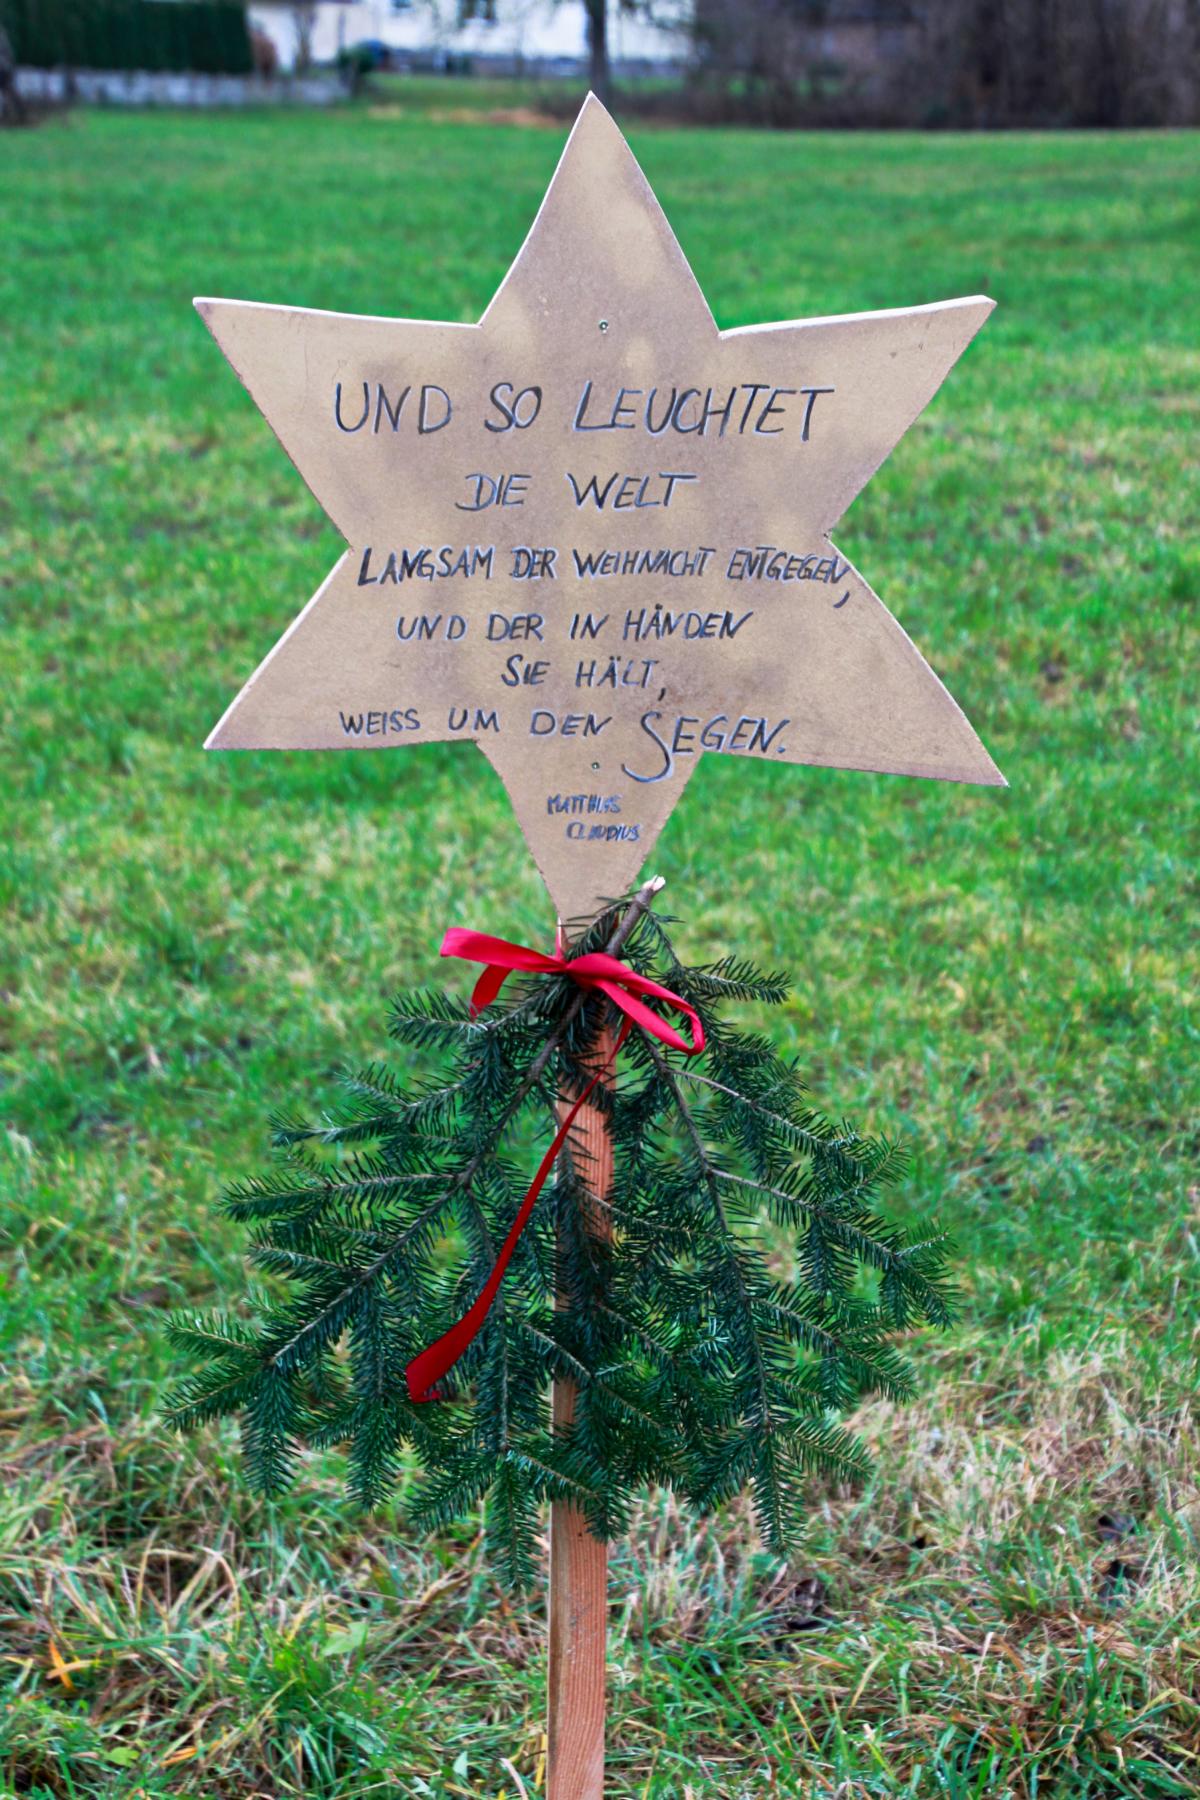 UND SO LEUCHTET
DIE WELT
LANGSAM DER WEIHNACHT ENTGEGEN,
UND DER IN HÄNDEN
SIE HÄLT,
WEISS UM DEN SEGEN.
MATTHIAS
CLAUDIUS